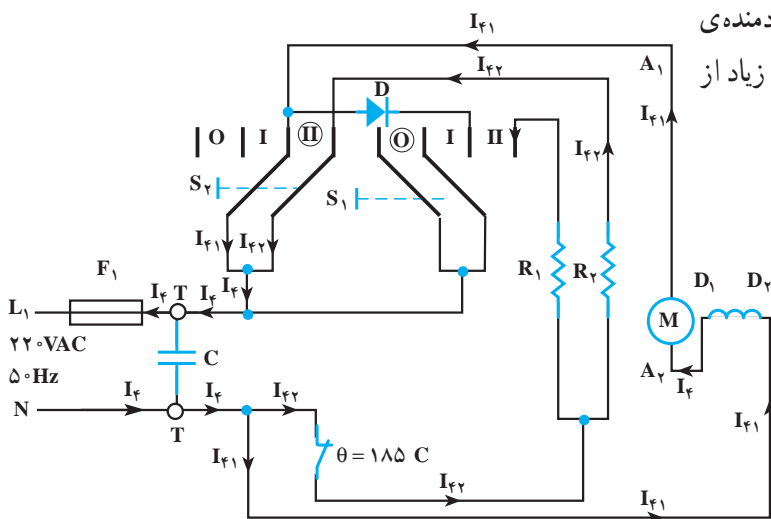 I۴۱
دمنده‌ی
I۴۲
A۱
زیاد از
D
I۴۱
O I II O I II
I۴۲
S۲
S۱
I۴۱ I۴۲
R۱ R۲
F۱
I۴
D۱ D۲
L۱ I۴ T I۴
M
۲۲۰VAC
C
A۲
I۴
۵۰Hz
N I۴ I۴ I۴۲
T
I۴۱
I۴۱
θ = ۱۸۵ C
I۴۲
I۴۱